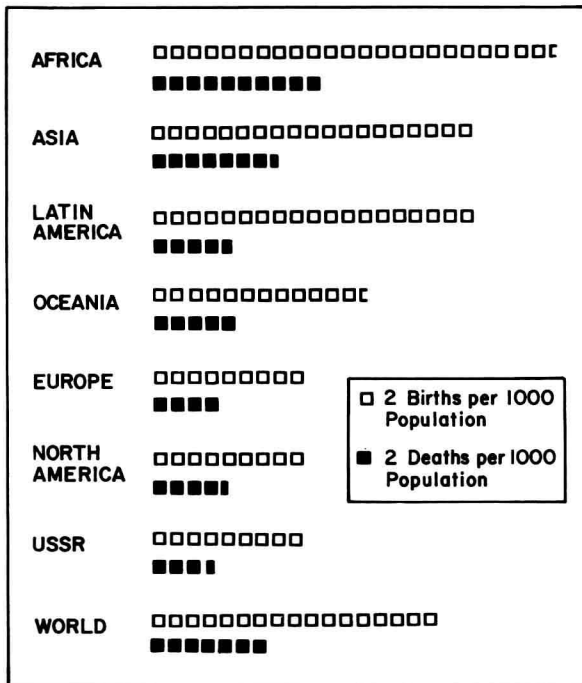 AFRICA
ASIA
LATIN
AMERICA
OCEANIA
EUROPE
2 Births per 1000
Population
NORTH
AMERICA
2 Deaths per 1000
Population
USSR
WORLD